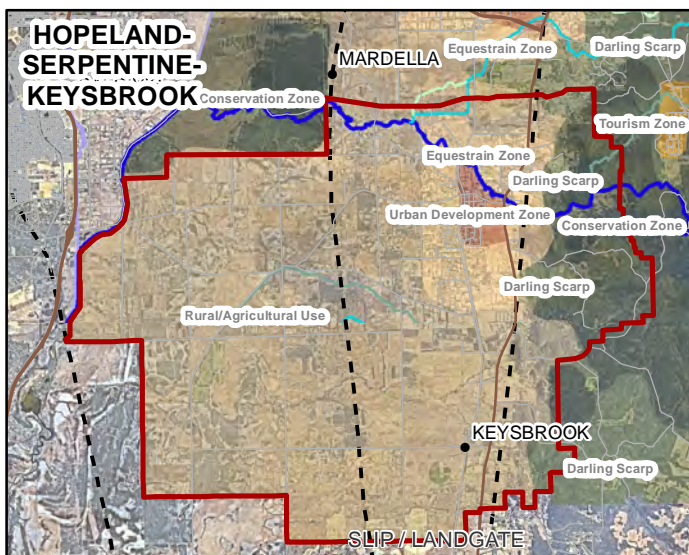 HOPELAND-
SERPENTINE-
KEYSBROOK
MARDELLA
Equestrain Zone
Darling Scarp
Conservation Zone
Tourism Zone
Equestrain Zone
Darling Scarp
Urban Development Zone
Conservation Zone
Darling Scarp
Rural/Agricultural Use
KEYSBROOK
Darling Scarp
SLIP / LANDGATE